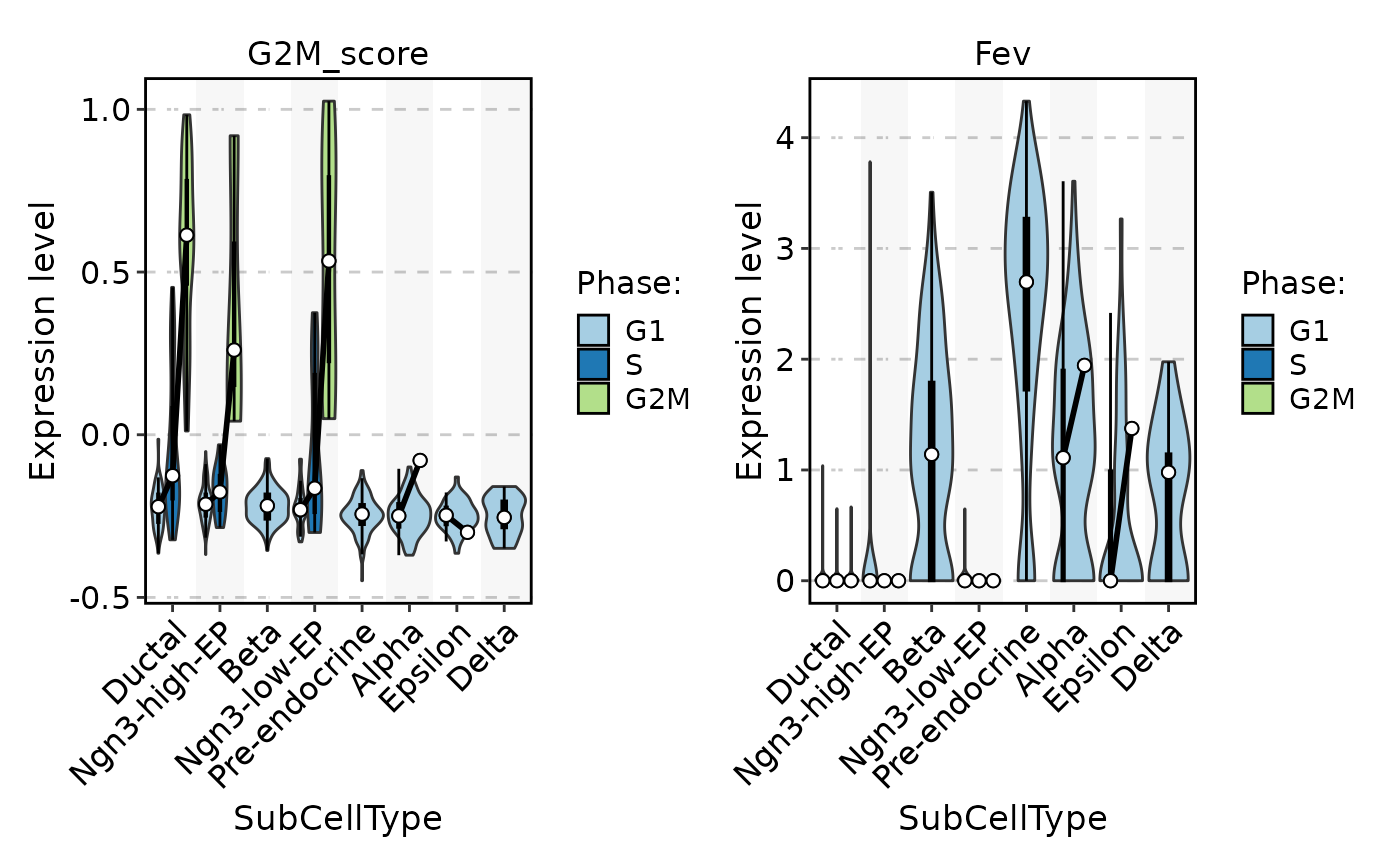 G2M_score
Expression level
1.0
0.5
0.0
-0.5
Ductal
Ngn3-high-EP
Beta
Ngn3-low-EP
Pre-endocrine
Alpha
Epsilon
Delta
SubCellType
Phase:
G1
S
G2M
Fev
Expression level
4
3
2
1
0
Ductal
Ngn3-high-EP
Beta
Ngn3-low-EP
Pre-endocrine
Alpha
Epsilon
Delta
SubCellType
Phase:
G1
S
G2M